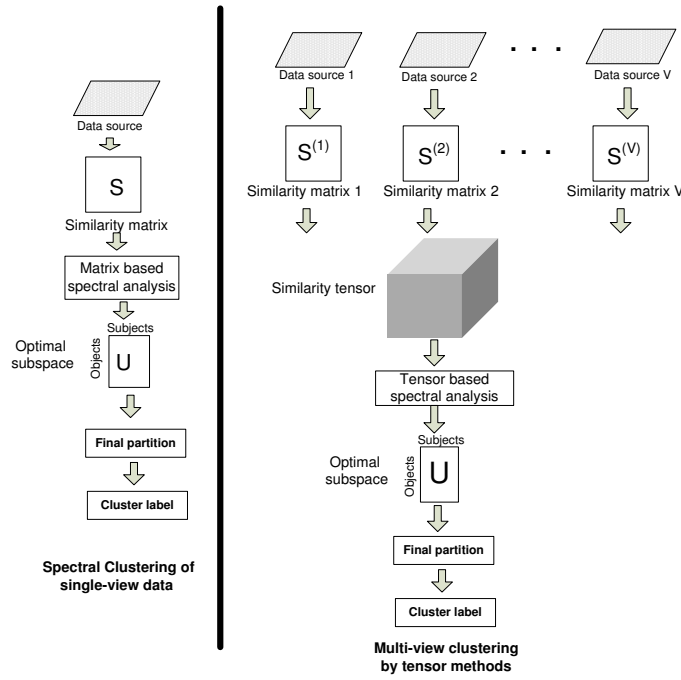 Data source
S
Similarity matrix
Matrix based
spectral analysis
Subjects
Optimal
subspace
Objects
U
Final partition
Cluster label
Spectral Clustering of
single-view data
Data source 1
Data source 2
. . .
Data source V
S(1)
S(2)
. . .
S(V)
Similarity matrix 1
Similarity matrix 2
Similarity matrix V
Similarity tensor
Tensor based
spectral analysis
Subjects
Optimal
subspace
Objects
U
Final partition
Cluster label
Multi-view clustering
by tensor methods